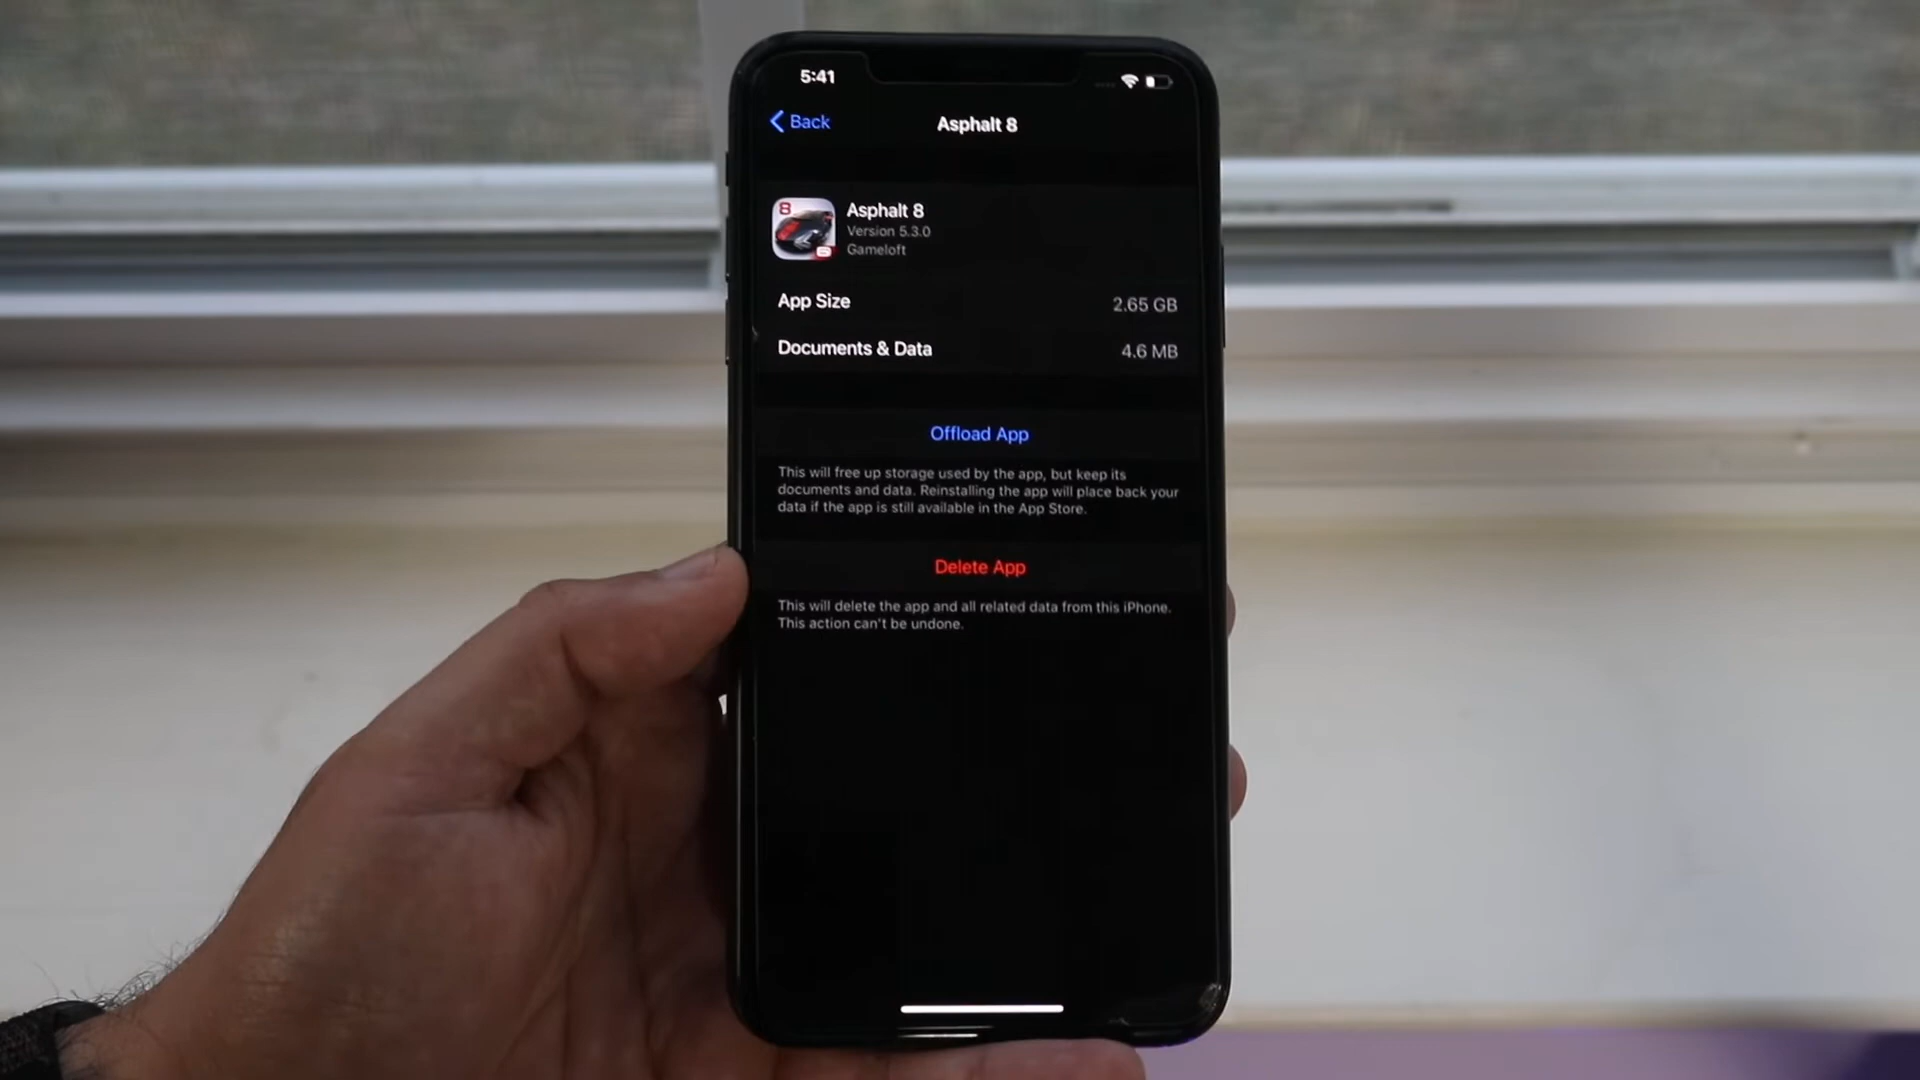 5:41
Back
Asphalt 8
8
Asphalt 8
Version 5.3.0
Gameloft
App Size
2.65 GB
Documents & Data
4.6 MB
Offload App
This will free up storage used by the app, but keep its
documents and data. Reinstalling the app will place back your
data if the app is still available in the App Store.
Delete App
This will delete the app and all related data from this iPhone.
This action can't be undone.